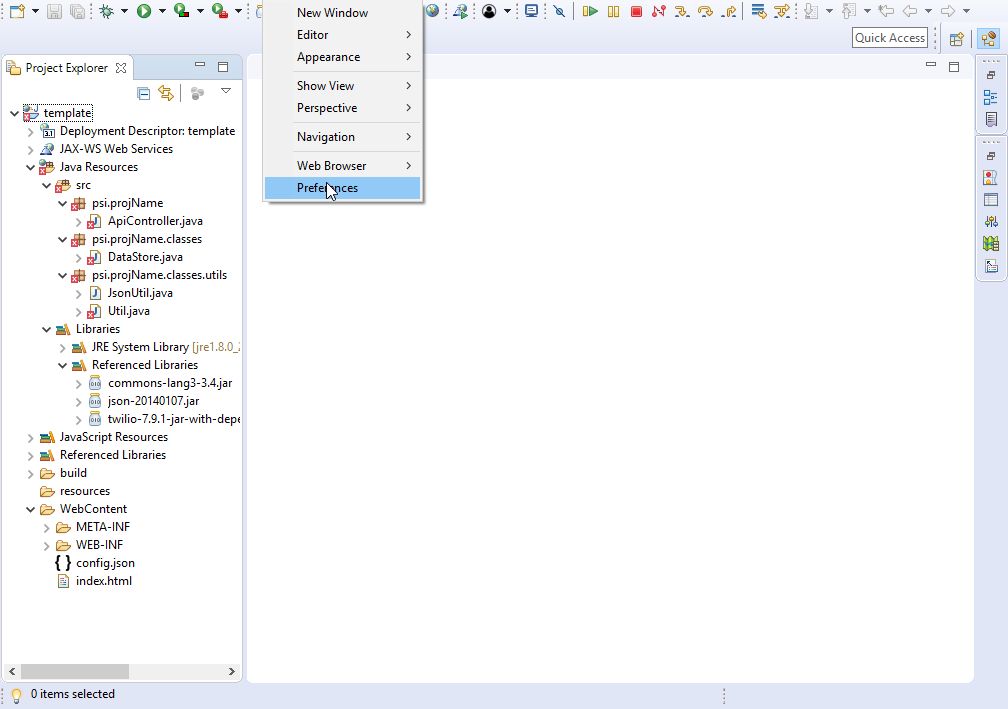 New Window
Editor
Appearance
Show View
Perspective
Navigation
Web Browser
Preferences
Quick Access
Project Explorer
template
3.1
Deployment Descriptor: template
JAX-WS Web Services
Java Resources
src
psi.projName
ApiController.java
psi.projName.classes
DataStore.java
psi.projName.classes.utils
JsonUtil.java
Util.java
Libraries
JRE System Library [jre1.8.0_
Referenced Libraries
commons-lang3-3.4.jar
json-20140107.jar
twilio-7.9.1-jar-with-depe
JavaScript Resources
Referenced Libraries
build
resources
WebContent
META-INF
WEB-INF
{ } config.json
index.html
0 items selected